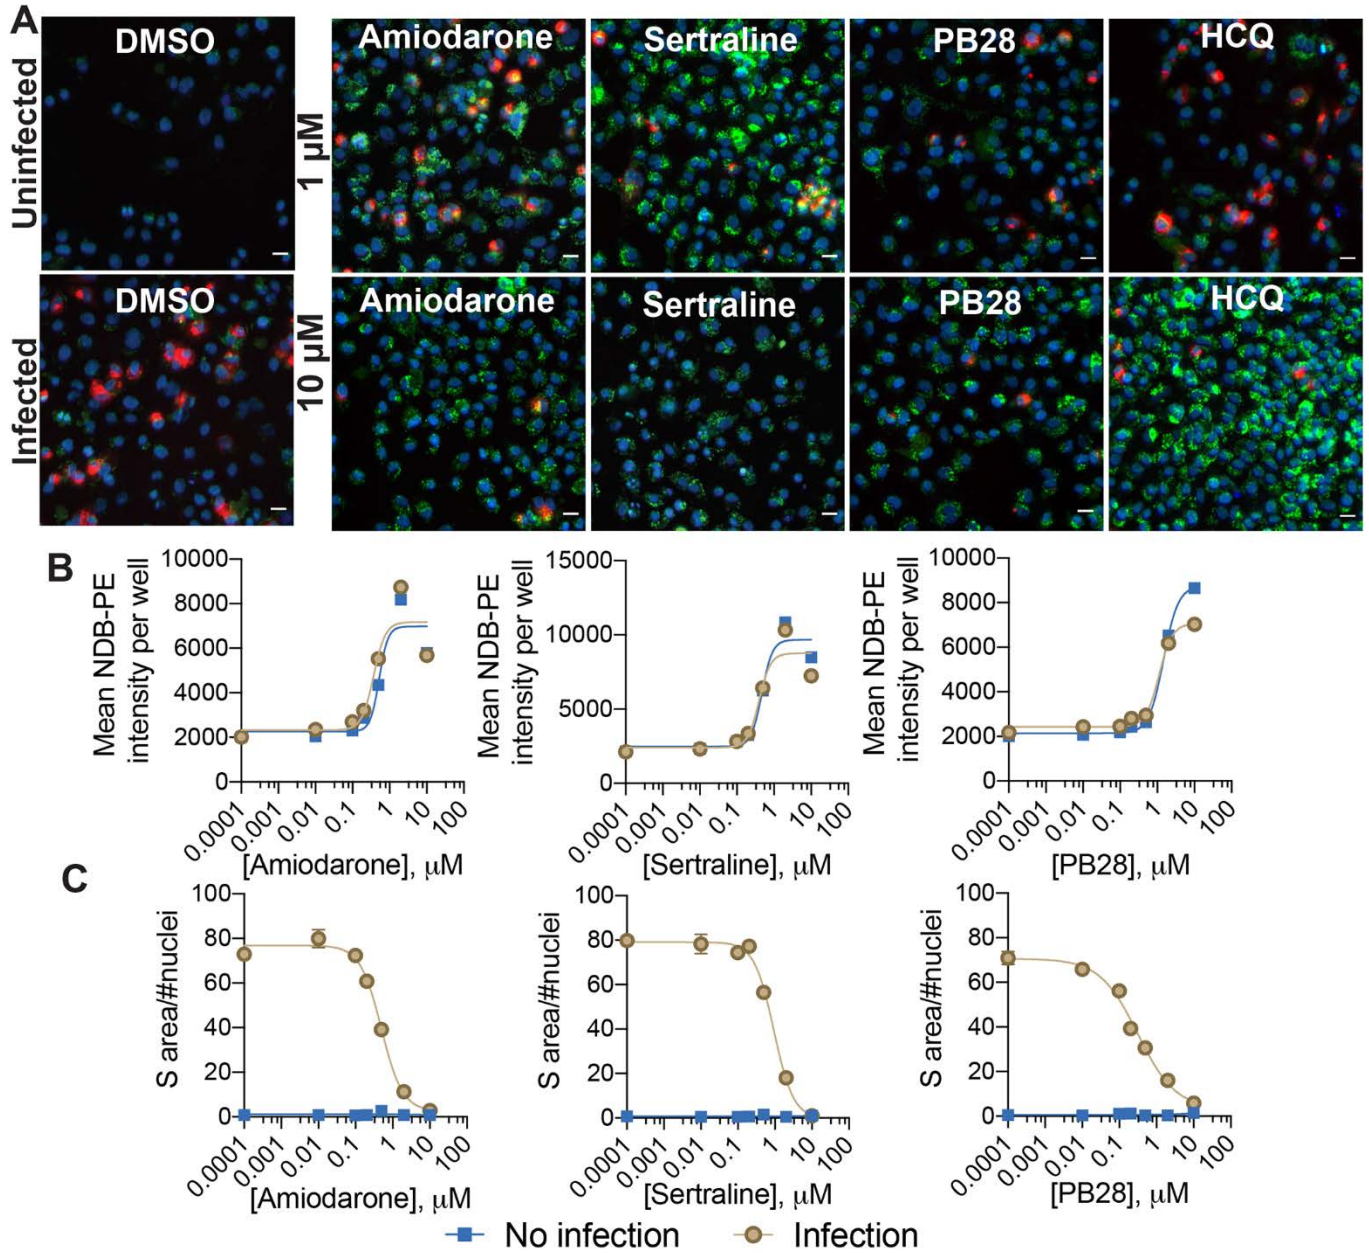 A
DMSO
Amiodarone
Sertraline
PB28
HCQ
Uninfected
1 μM
DMSO
Amiodarone
Sertraline
PB28
HCQ
Infected
10 μM
B
Mean NDB-PE
intensity per well
10000
8000
6000
4000
2000
0
0.0001
0.001
0.01
0.1
1
10
100
[Amiodarone], μM
Mean NDB-PE
intensity per well
15000
10000
5000
0
0.0001
0.001
0.01
0.1
1
10
100
[Sertraline], μM
Mean NDB-PE
intensity per well
10000
8000
6000
4000
2000
0
0.0001
0.001
0.01
0.1
1
10
100
[PB28], μM
C
S area/#nuclei
100
80
60
40
20
0
0.0001
0.001
0.01
0.1
1
10
100
[Amiodarone], μM
S area/#nuclei
100
80
60
40
20
0
0.0001
0.001
0.01
0.1
1
10
100
[Sertraline], μM
S area/#nuclei
100
80
60
40
20
0
0.0001
0.001
0.01
0.1
1
10
100
[PB28], μM
No infection
Infection